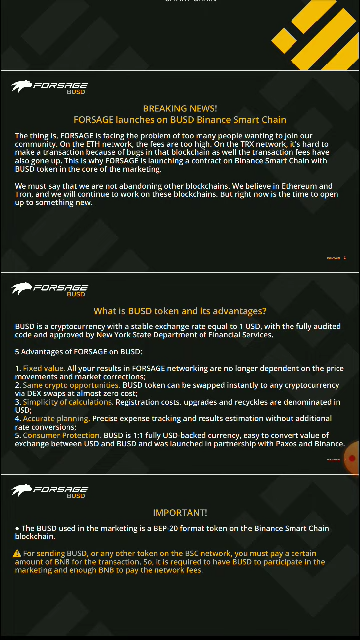 FORSAGE
BUSD
BREAKING NEWS!
FORSAGE launches on BUSD Binance Smart Chain
The thing is, FORSAGE is facing the problem of too many people wanting to join our
community. On the ETH network, the fees are too high. On the TRX network, it's hard to
make a transaction because of bugs in that blockchain as well the transaction fees have
also gone up. This is why FORSAGE is launching a contract on Binance Smart Chain with
BUSD token in the core of the marketing.
We must say that we are not abandoning other blockchains. We believe in Ethereum and
Tron, and we will continue to work on these blockchains. But right now is the time to open
up to something new.
FORSAGE
BUSD
What is BUSD token and its advantages?
BUSD is a cryptocurrency with a stable exchange rate equal to 1 USD, with the fully audited
code and approved by New York State Department of Financial Services.
5 Advantages of FORSAGE on BUSD:
1. Fixed value. All your results in FORSAGE networking are no longer dependent on the price
movements and market corrections;
2. Same crypto opportunities. BUSD token can be swapped instantly to any cryptocurrency
via DEX swaps at almost zero cost;
3. Simplicity of calculations. Registration costs, upgrades and recykles are denominated in
USD;
4. Accurate planning. Precise expense tracking and results estimation without additional
rate conversions;
5. Consumer Protection. BUSD is 1:1 fully USD-backed currency, easy to convert value of
exchange between USD and BUSD and was launched in partnership with Paxos and Binance.
FORSAGE
BUSD
IMPORTANT!
● The BUSD used in the marketing is a BEP-20 format token on the Binance Smart Chain
blockchain.
⚠ For sending BUSD, or any other token on the BSC network, you must pay a certain
amount of BNB for the transaction. So, it is required to have BUSD to participate in the
marketing and enough BNB to pay the network fees.